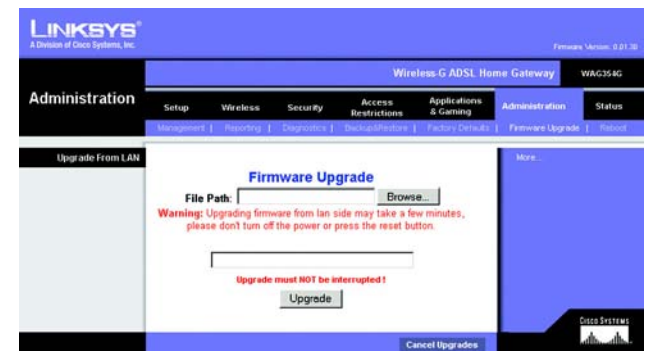 LINKSYS®
A Division of Cisco Systems, Inc.
Firmware Version: 0.01.30
Wireless-G ADSL Home Gateway WAG354G
Administration
Setup Wireless Security Access Restrictions Applications & Gaming Administration Status
Management | Reporting | Diagnostics | Backup&Restore | Factory Defaults | Firmware Upgrade | Reboot
Upgrade From LAN
More...
Firmware Upgrade
File Path: Browse...
Warning: Upgrading firmware from lan side may take a few minutes,
please don't turn off the power or press the reset button.
Upgrade must NOT be interrupted !
Upgrade
Cancel Upgrades
CISCO SYSTEMS